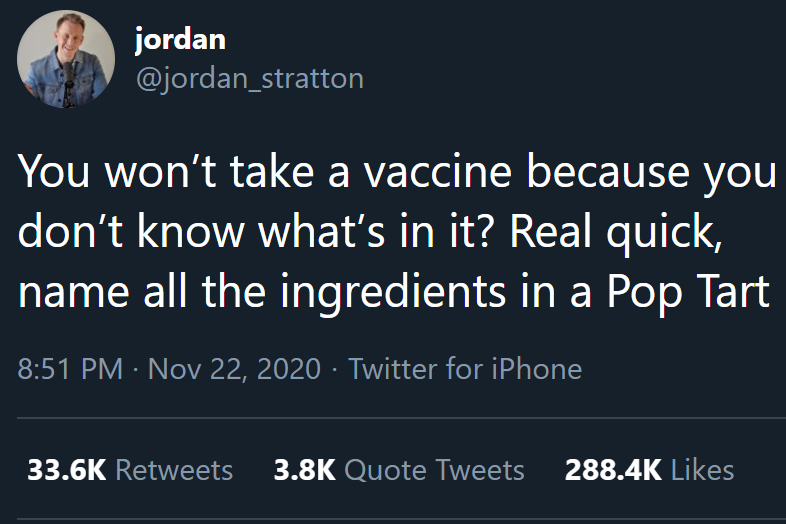 jordan
@jordan_stratton
You won’t take a vaccine because you
don’t know what’s in it? Real quick,
name all the ingredients in a Pop Tart
8:51 PM · Nov 22, 2020 · Twitter for iPhone
33.6K Retweets 3.8K Quote Tweets 288.4K Likes